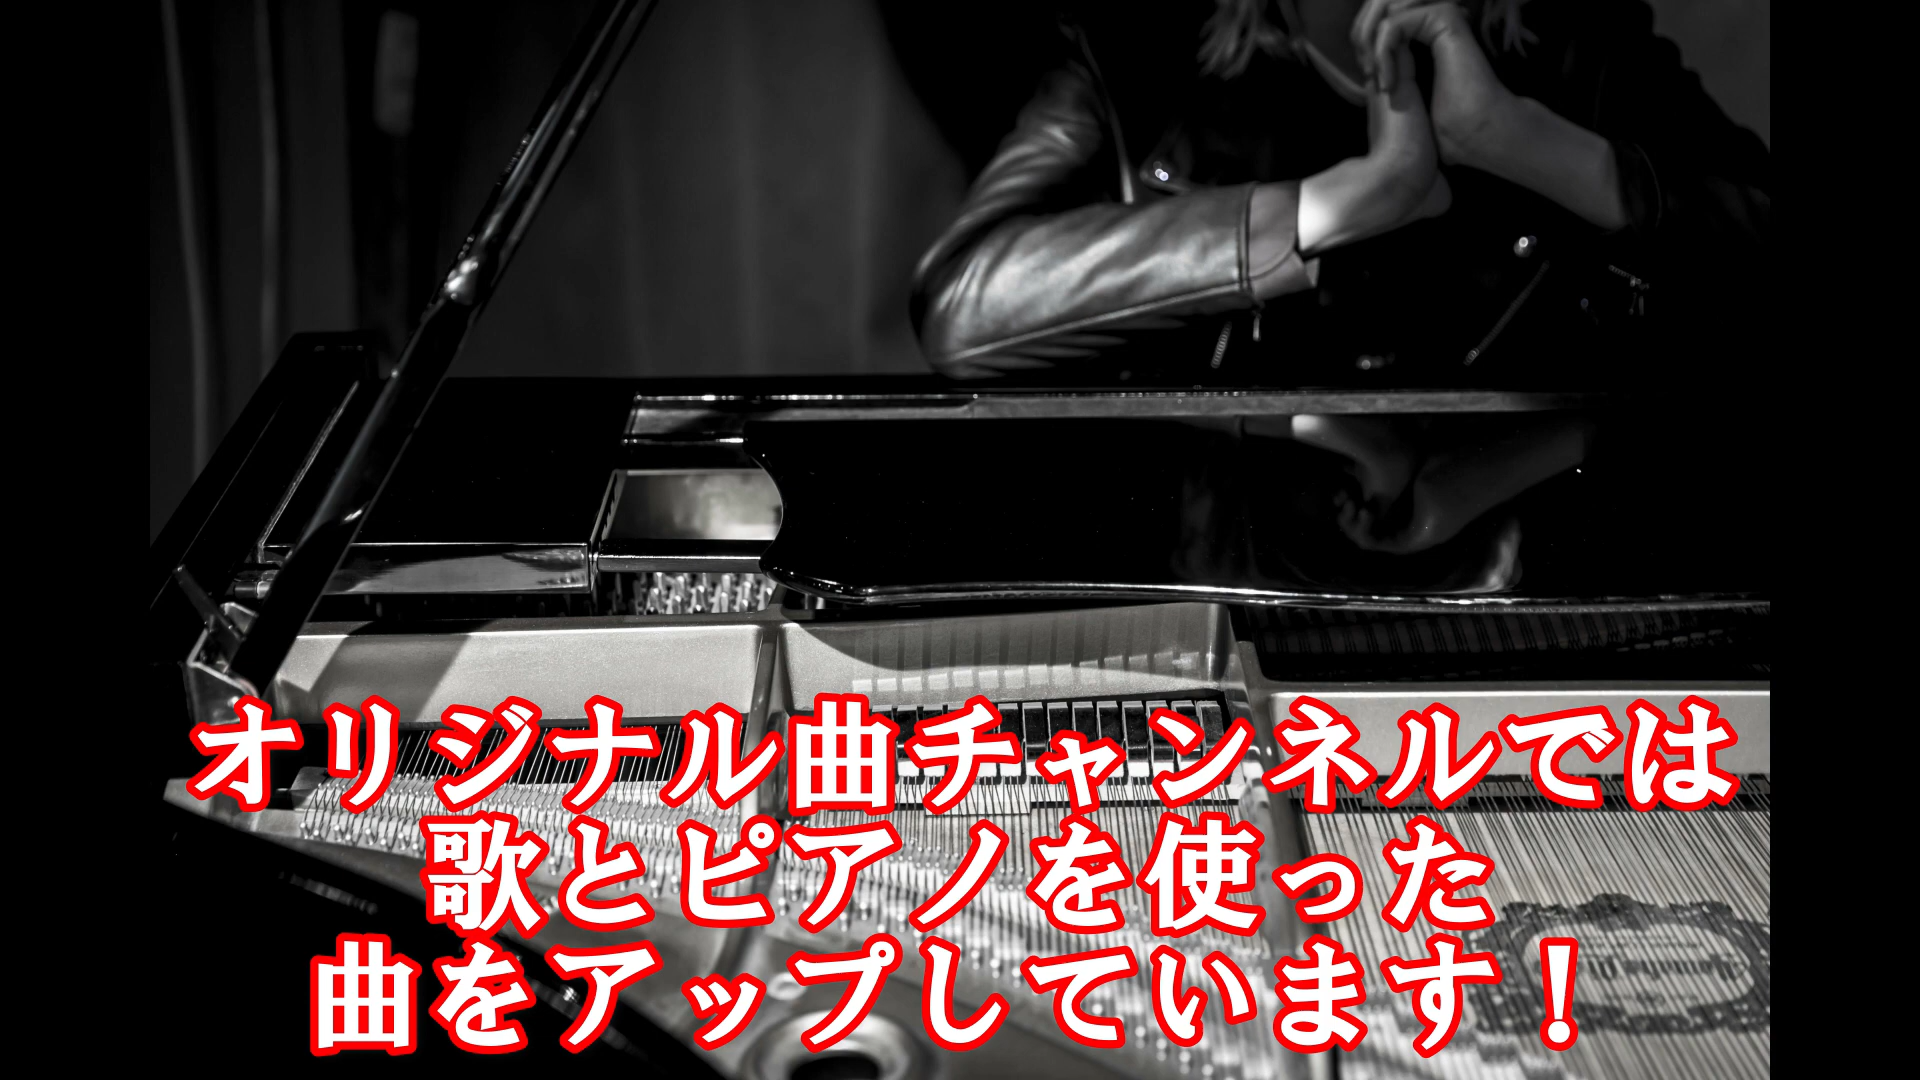 オリジナル曲チャンネルでは
歌とピアノを使った
曲をアップしています！